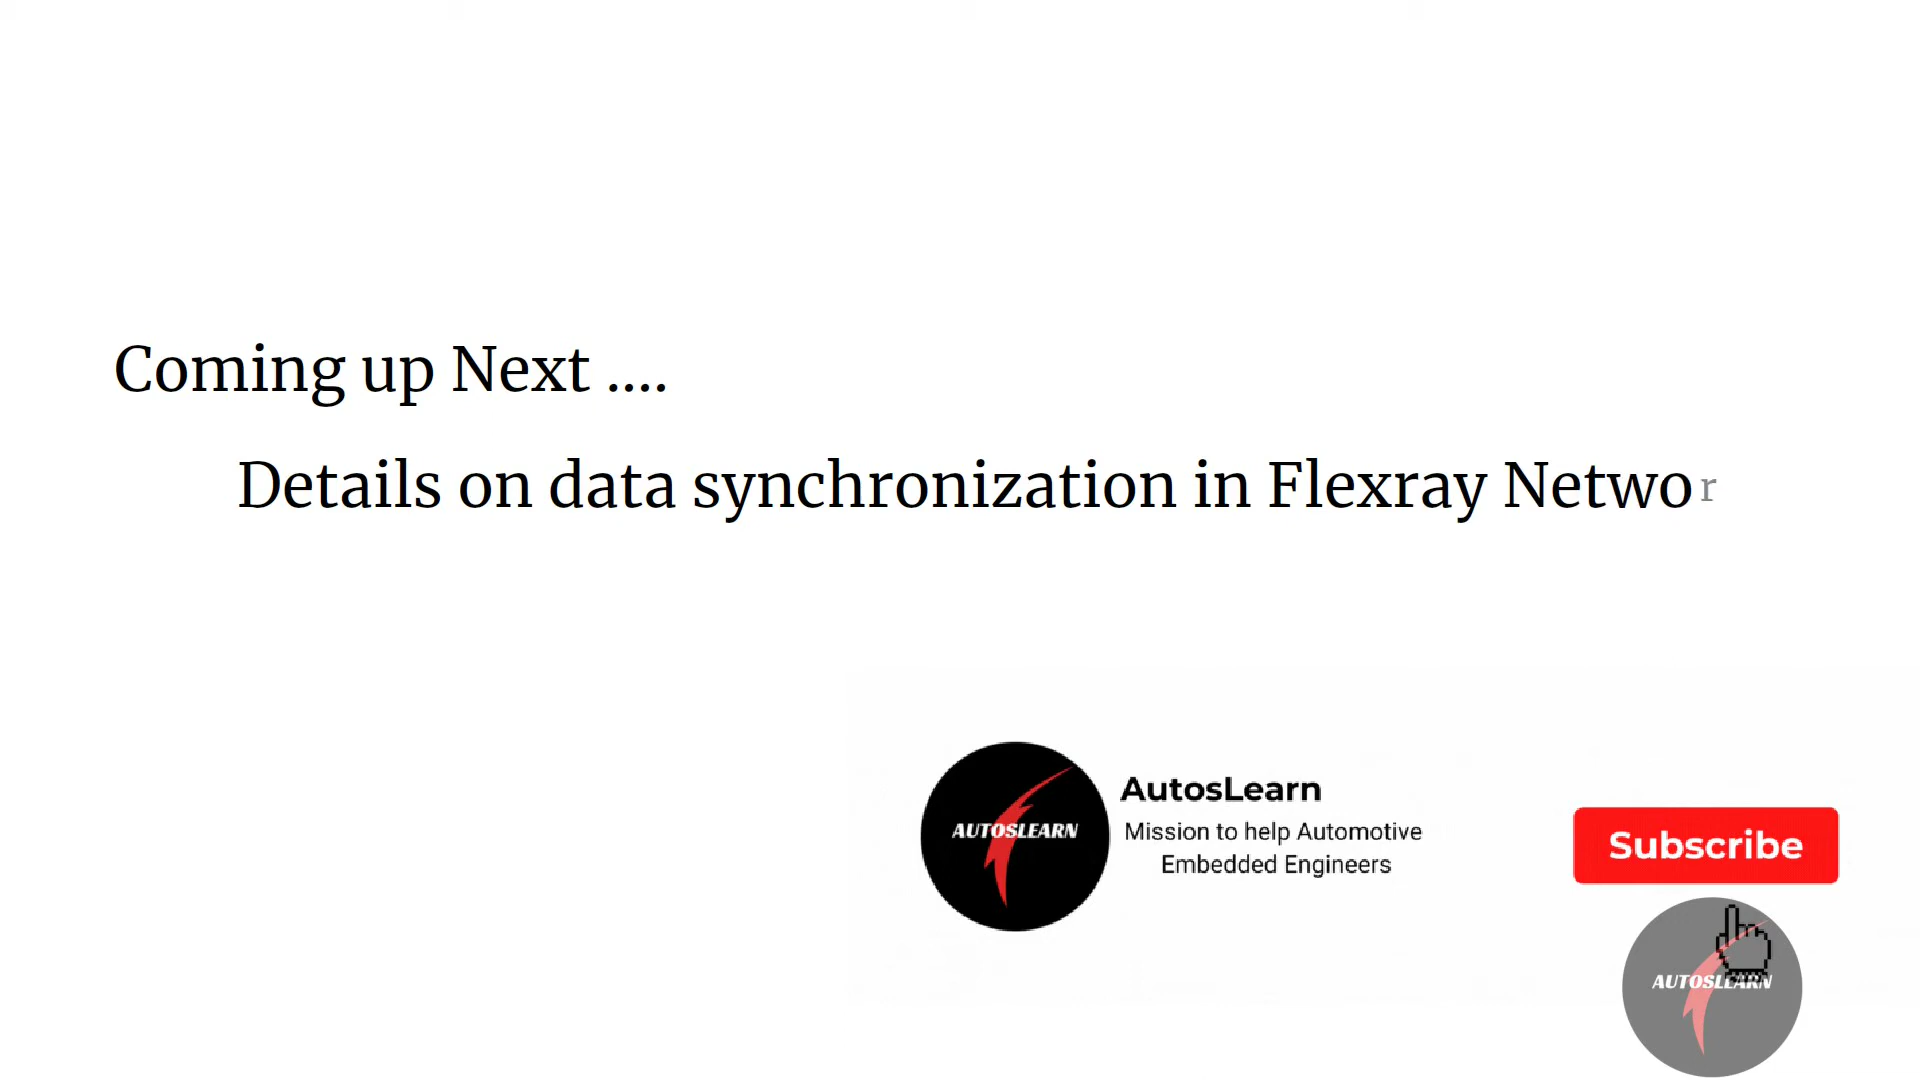 Coming up Next ....
Details on data synchronization in Flexray Networ
AUTOSLEARN
AutosLearn
Mission to help Automotive
Embedded Engineers
Subscribe
AUTOSLEARN